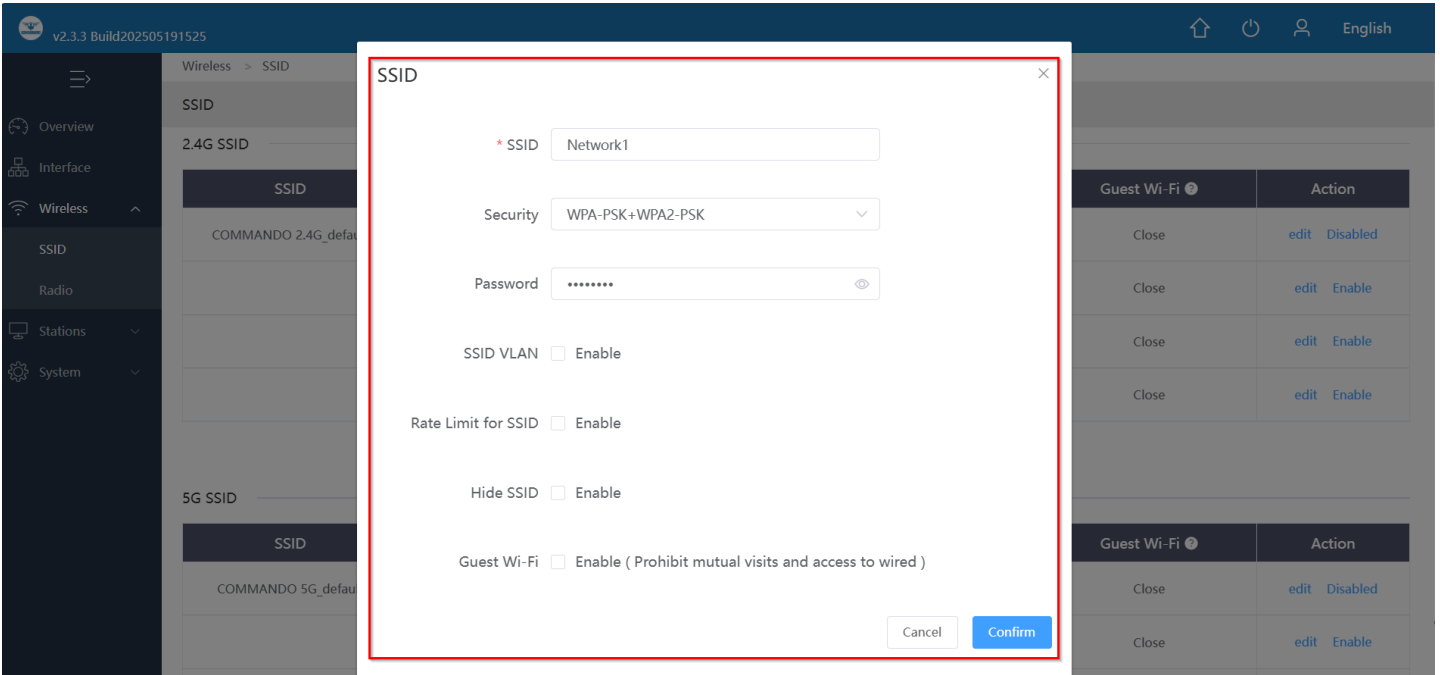 v2.3.3 Build202505191525
English
Wireless > SSID
SSID
Overview
Interface
Wireless
SSID
Radio
Stations
System
2.4G SSID
SSID Guest Wi-Fi ? Action
COMMANDO 2.4G_defau Close edit Disabled
Close edit Enable
Close edit Enable
Close edit Enable
5G SSID
SSID Guest Wi-Fi ? Action
COMMANDO 5G_defau Close edit Disabled
Close edit Enable
SSID
* SSID Network1
Security WPA-PSK+WPA2-PSK
Password ••••••••
SSID VLAN Enable
Rate Limit for SSID Enable
Hide SSID Enable
Guest Wi-Fi Enable ( Prohibit mutual visits and access to wired )
Cancel Confirm